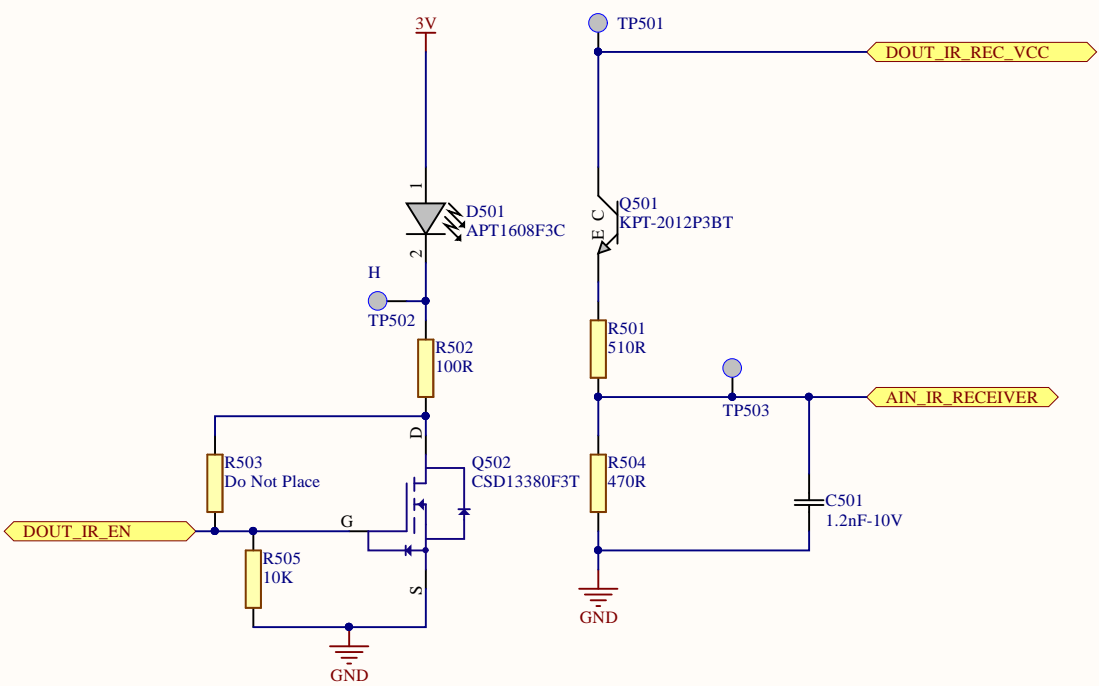 3V
TP501
DOUT_IR_REC_VCC
1
D501
APT1608F3C
2
C
E
Q501
KPT-2012P3BT
H
TP502
R502
100R
R501
510R
TP503
AIN_IR_RECEIVER
D
R503
Do Not Place
Q502
CSD13380F3T
R504
470R
C501
1.2nF-10V
DOUT_IR_EN
G
R505
10K
S
GND
GND